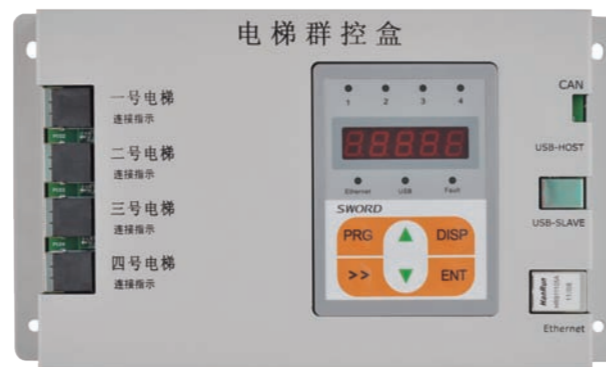 电梯群控盒
一号电梯
连接指示
二号电梯
连接指示
三号电梯
连接指示
四号电梯
连接指示
1 2 3 4
88888
Ethernet USB Fault
SWORD
PRG DISP
>> ENT
CAN
USB-HOST
USB-SLAVE
HanRun
Ethernet